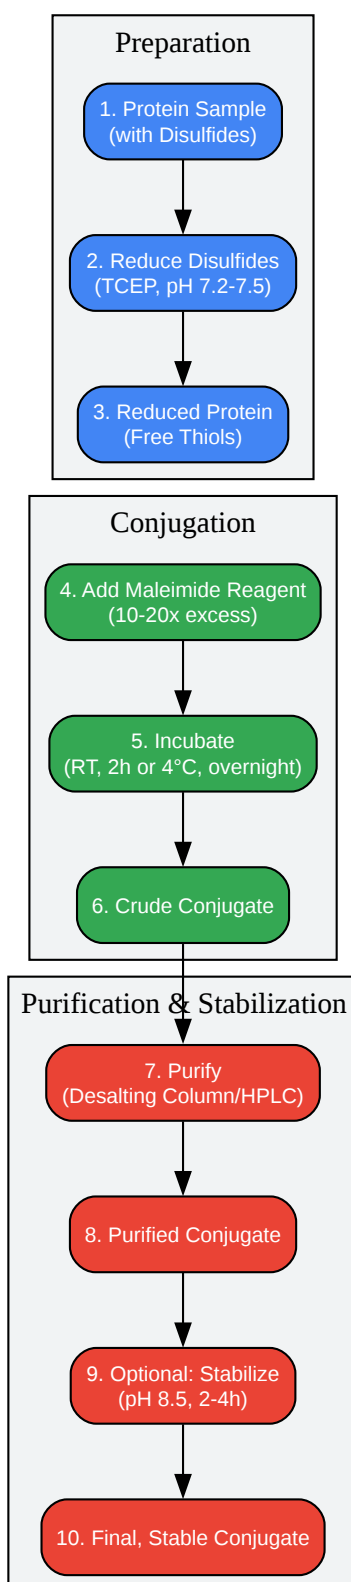 Preparation
1. Protein Sample
(with Disulfides)
2. Reduce Disulfides
(TCEP, pH 7.2-7.5)
3. Reduced Protein
(Free Thiols)
Conjugation
4. Add Maleimide Reagent
(10-20x excess)
5. Incubate
(RT, 2h or 4°C, overnight)
6. Crude Conjugate
Purification & Stabilization
7. Purify
(Desalting Column/HPLC)
8. Purified Conjugate
9. Optional: Stabilize
(pH 8.5, 2-4h)
10. Final, Stable Conjugate